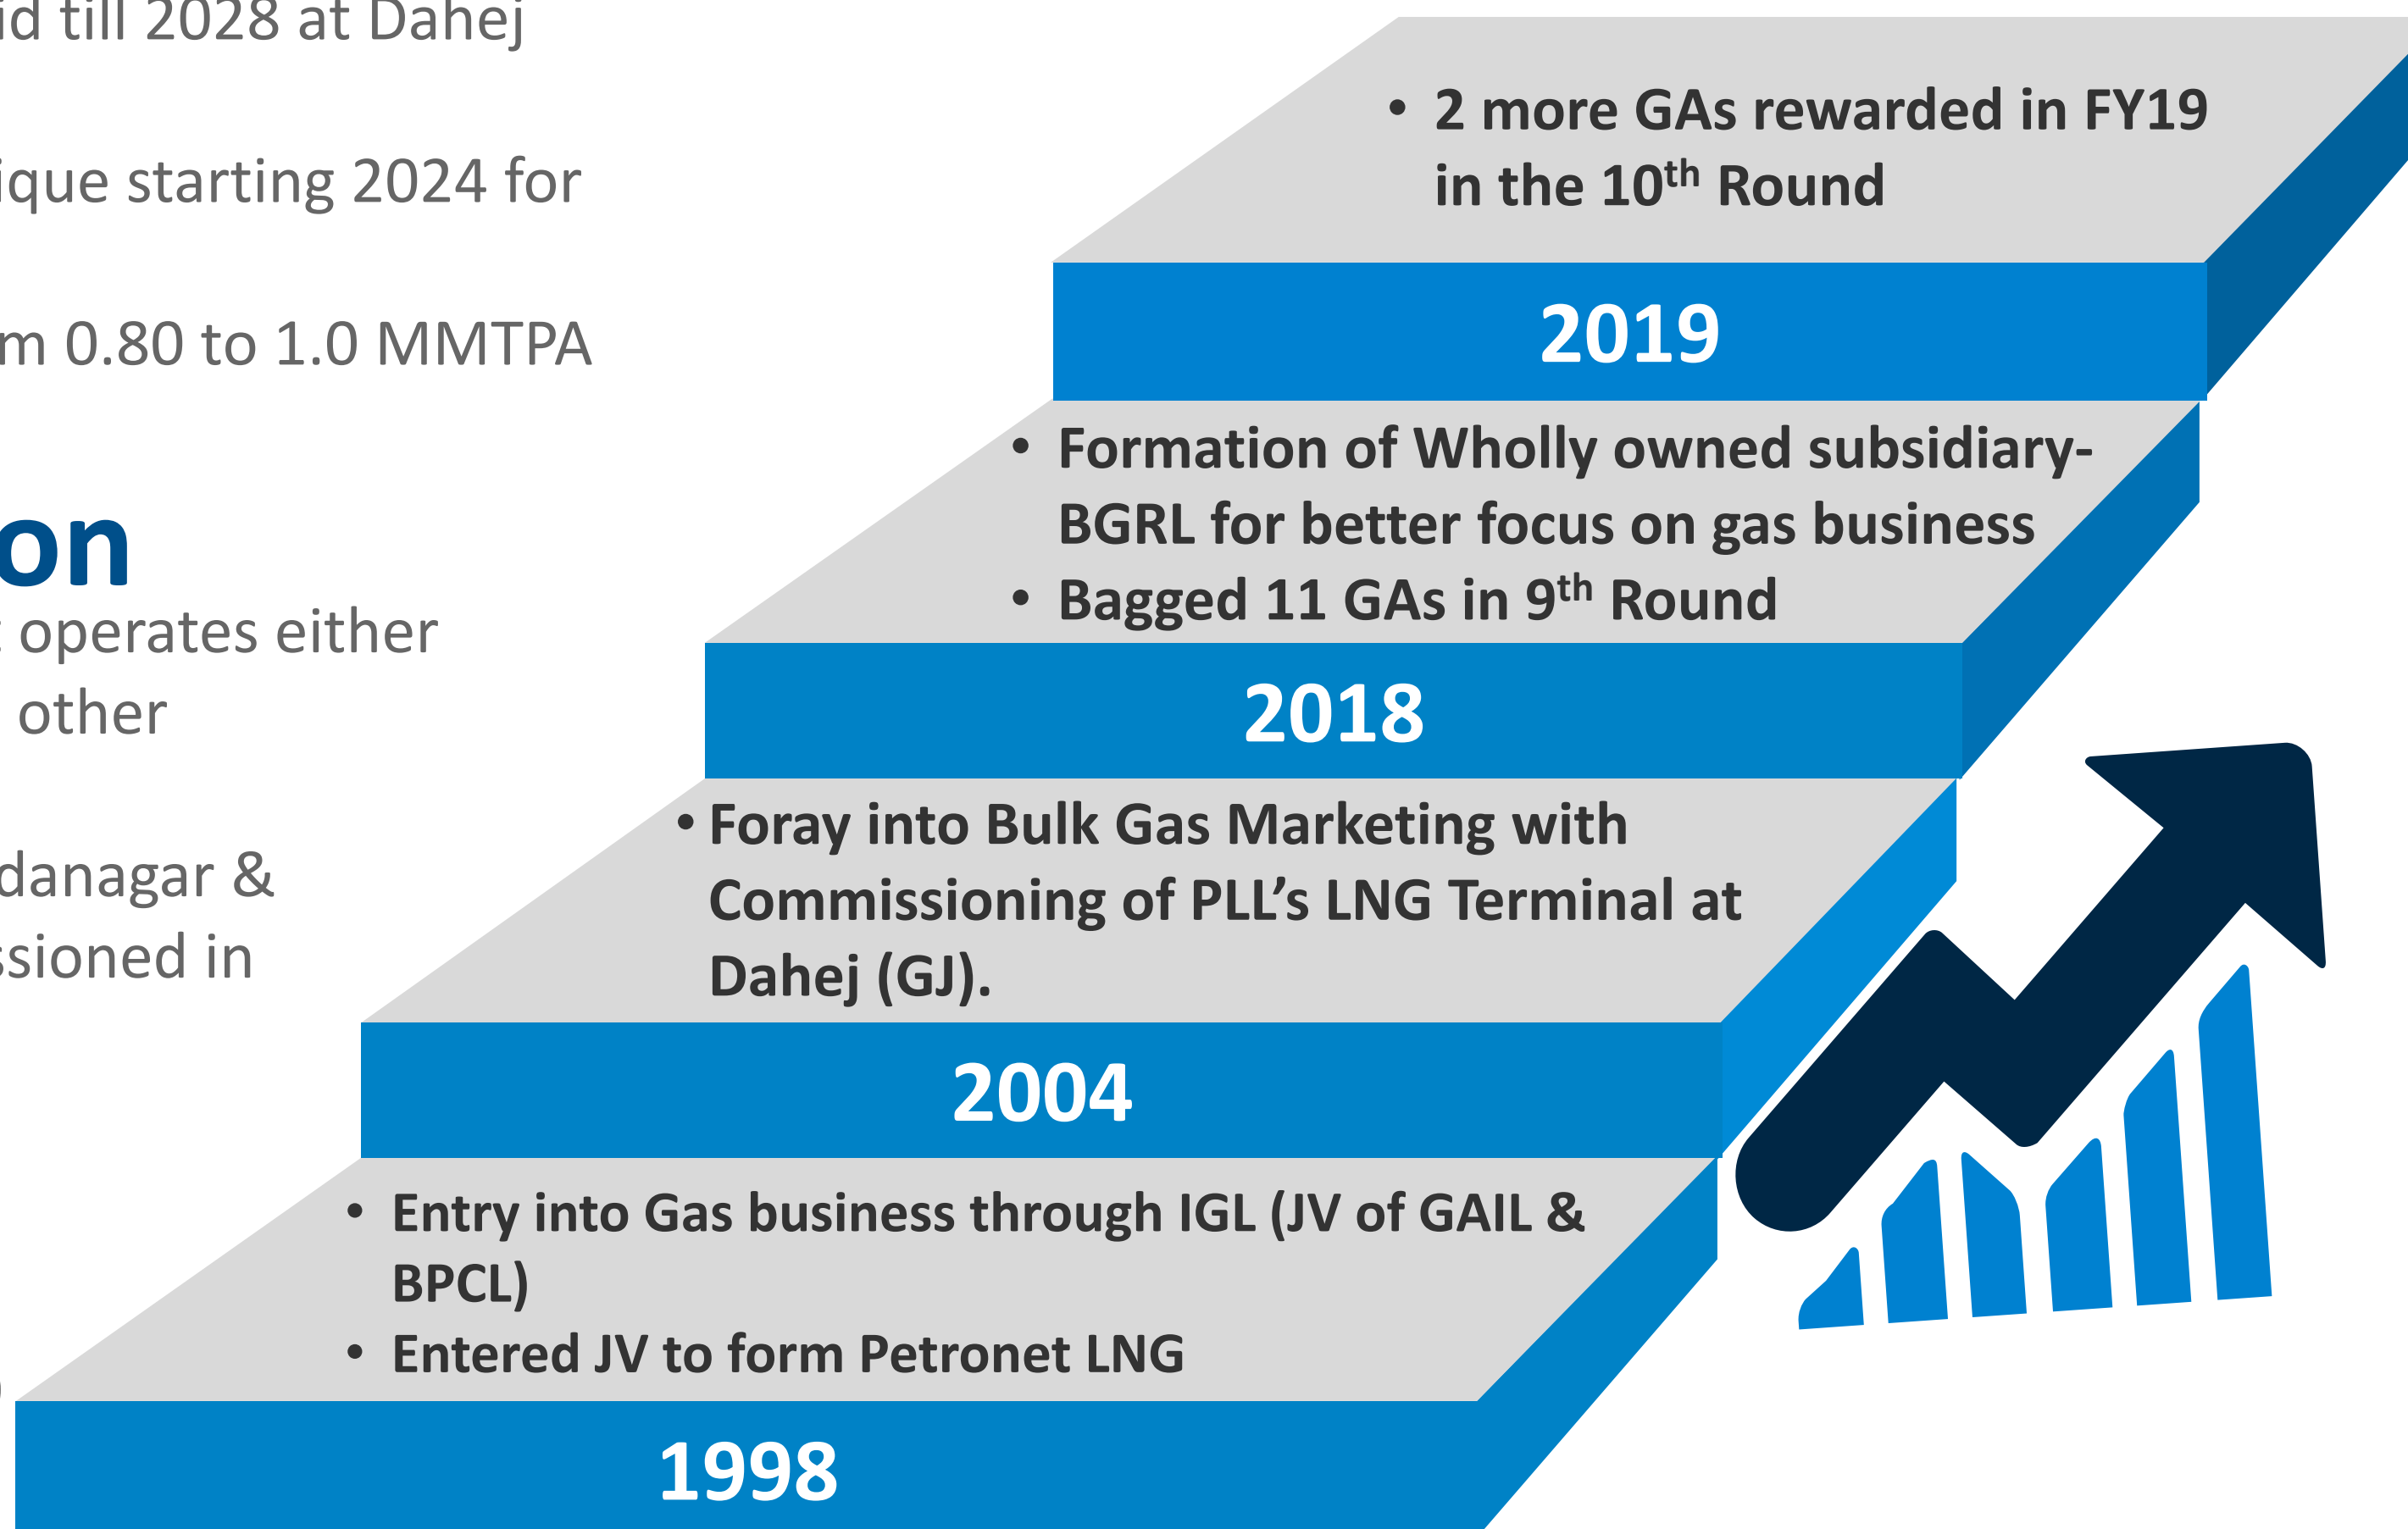 till 2028 at Dahej
starting 2024 for
0.80 to 1.0 MMTPA
on
operates either
other
danagar &
sioned in
• 2 more GAs rewarded in FY19
in the 10th Round
2019
• Formation of Wholly owned subsidiary-
BGRL for better focus on gas business
• Bagged 11 GAs in 9th Round
2018
• Foray into Bulk Gas Marketing with
Commissioning of PLL’s LNG Terminal at
Dahej (GJ).
2004
• Entry into Gas business through IGL (JV of GAIL &
BPCL)
• Entered JV to form Petronet LNG
1998